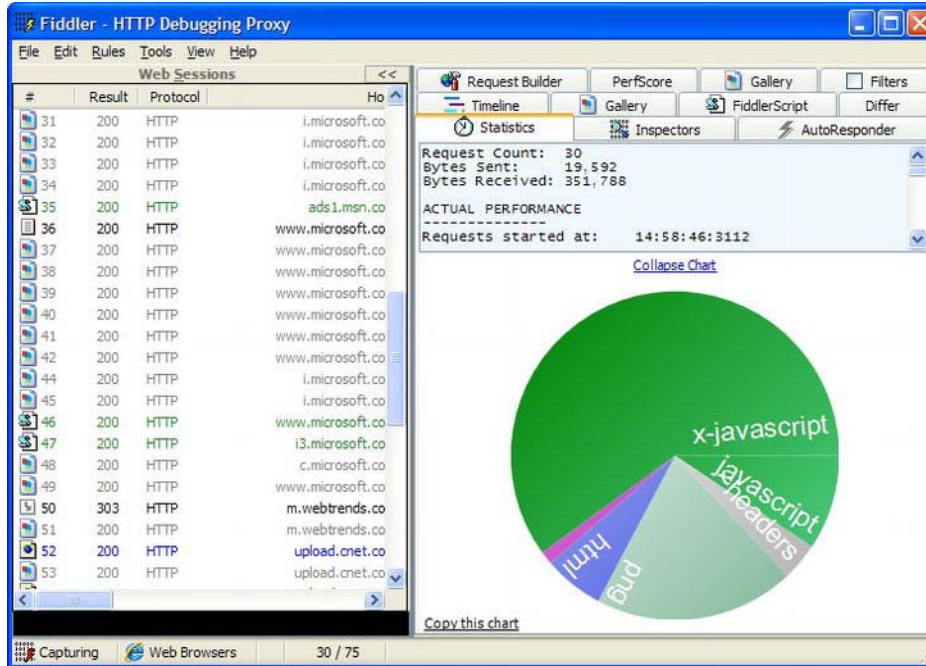 Fiddler - HTTP Debugging Proxy
File Edit Rules Tools View Help
Web Sessions <<
# Result Protocol Ho
31 200 HTTP i.microsoft.co
32 200 HTTP i.microsoft.co
33 200 HTTP i.microsoft.co
34 200 HTTP i.microsoft.co
35 200 HTTP ads1.msn.co
36 200 HTTP www.microsoft.co
37 200 HTTP www.microsoft.co
38 200 HTTP www.microsoft.co
39 200 HTTP www.microsoft.co
40 200 HTTP www.microsoft.co
41 200 HTTP www.microsoft.co
42 200 HTTP www.microsoft.co
44 200 HTTP i.microsoft.co
45 200 HTTP i.microsoft.co
46 200 HTTP www.microsoft.co
47 200 HTTP i3.microsoft.co
48 200 HTTP c.microsoft.co
49 200 HTTP www.microsoft.co
50 303 HTTP m.webtrends.co
51 200 HTTP m.webtrends.co
52 200 HTTP upload.cnet.co
53 200 HTTP upload.cnet.co
Request Builder PerfScore Gallery Filters
Timeline Gallery FiddlerScript Differ
Statistics Inspectors AutoResponder
Request Count: 30
Bytes Sent: 19,592
Bytes Received: 351,788
ACTUAL PERFORMANCE
---------------
Requests started at: 14:58:46:3112
Collapse Chart
x-javascript
javascript
headers
png
html
Copy this chart
Capturing Web Browsers 30 / 75